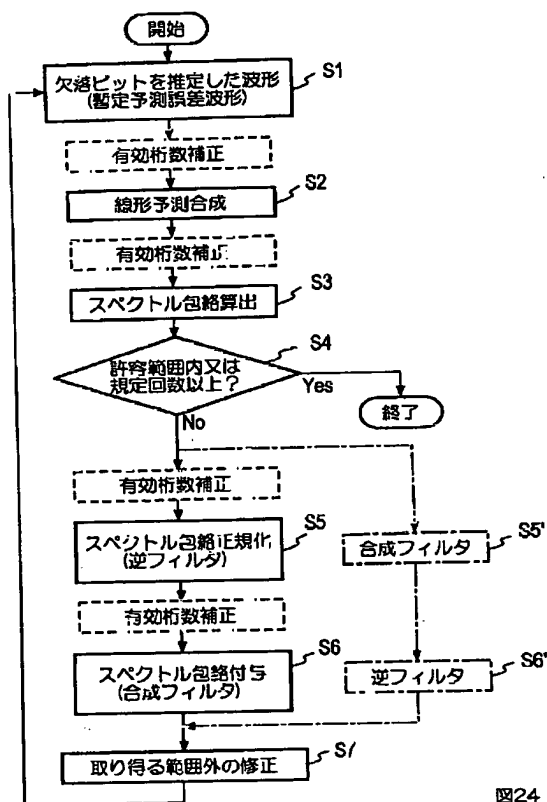 開始
欠落ビットを推定した波形
(暫定予測誤差波形)
S1
有効桁数補正
S2
線形予測合成
有効桁数補正
S3
スペクトル包絡算出
S4
許容範囲内又は
規定回数以上?
Yes
終了
No
有効桁数補正
S5
スペクトル包絡正規化
(逆フィルタ)
合成フィルタ
S5'
有効桁数補正
S6
スペクトル包絡付与
(合成フィルタ)
逆フィルタ
S6'
S7
取り得る範囲外の修正
図24